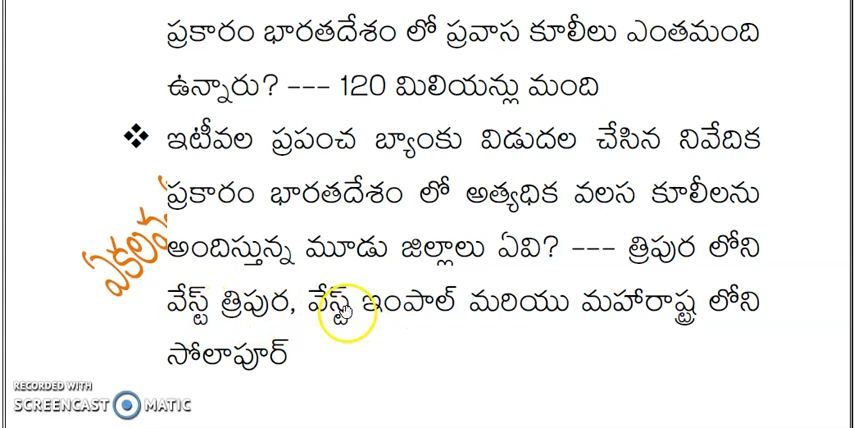 ప్రకారం భారతదేశం లో ప్రవాస కూలీలు ఎంతమంది
ఉన్నారు? --- 120 మిలియన్లు మంది
❖ ఇటీవల ప్రపంచ బ్యాంకు విడుదల చేసిన నివేదిక
ప్రకారం భారతదేశం లో అత్యధిక వలస కూలీలను
అందిస్తున్న మూడు జిల్లాలు ఏవి? --- త్రిపుర లోని
వేస్ట్ త్రిపుర, వేస్ట్ ఇంపాల్ మరియు మహారాష్ట్ర లోని
సోలాపూర్
RECORDED WITH
SCREENCAST MATIC